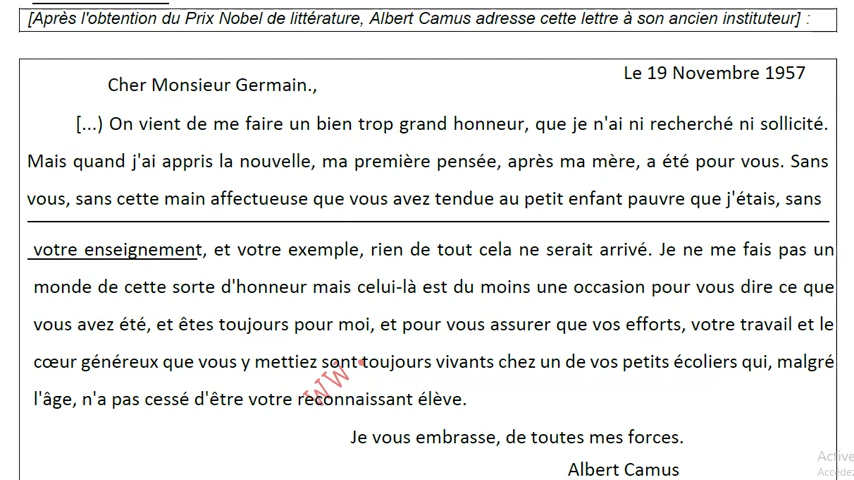 [Après l'obtention du Prix Nobel de littérature, Albert Camus adresse cette lettre à son ancien instituteur] :
Le 19 Novembre 1957
Cher Monsieur Germain.,
[...) On vient de me faire un bien trop grand honneur, que je n'ai ni recherché ni sollicité.
Mais quand j'ai appris la nouvelle, ma première pensée, après ma mère, a été pour vous. Sans
vous, sans cette main affectueuse que vous avez tendue au petit enfant pauvre que j'étais, sans
votre enseignement, et votre exemple, rien de tout cela ne serait arrivé. Je ne me fais pas un
monde de cette sorte d'honneur mais celui-là est du moins une occasion pour vous dire ce que
vous avez été, et êtes toujours pour moi, et pour vous assurer que vos efforts, votre travail et le
cœur généreux que vous y mettiez sont toujours vivants chez un de vos petits écoliers qui, malgré
l'âge, n'a pas cessé d'être votre reconnaissant élève.
ww.
Je vous embrasse, de toutes mes forces.
Albert Camus
Active
Accédez